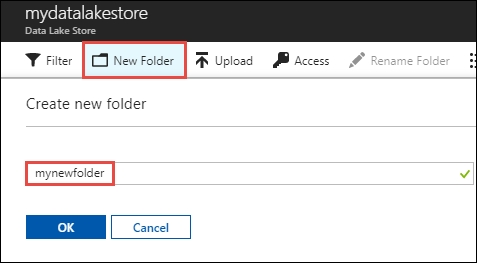 mydatalakestore
Data Lake Store
Filter New Folder Upload Access Rename Folder
Create new folder
mynewfolder
OK Cancel